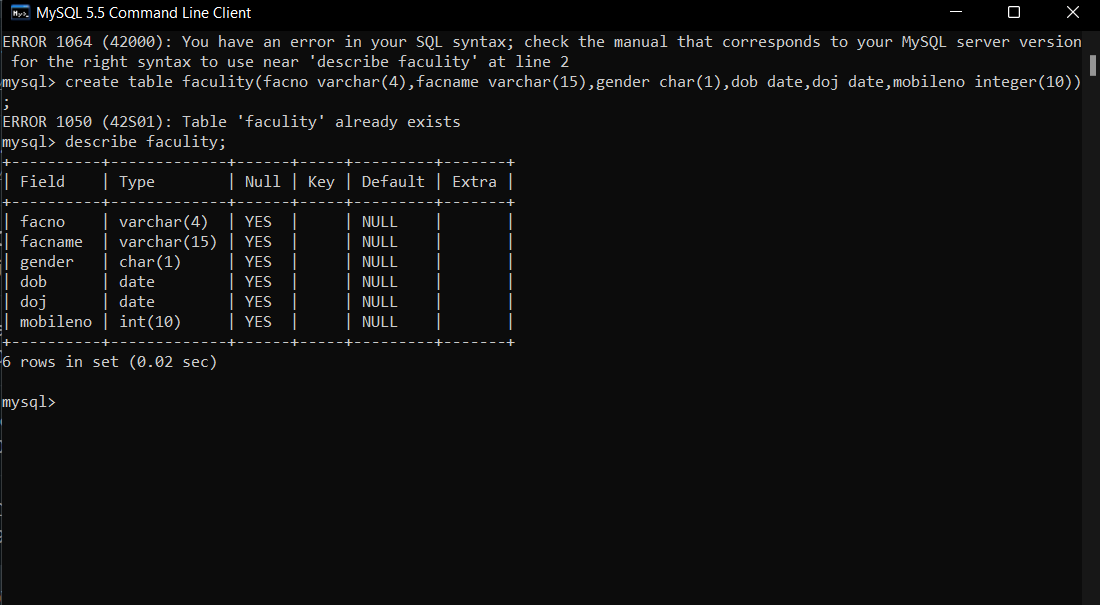 MySQL 5.5 Command Line Client
ERROR 1064 (42000): You have an error in your SQL syntax; check the manual that corresponds to your MySQL server version
 for the right syntax to use near 'describe faculity' at line 2
mysql> create table faculity(facno varchar(4),facname varchar(15),gender char(1),dob date,doj date,mobileno integer(10))
;
ERROR 1050 (42S01): Table 'faculity' already exists
mysql> describe faculity;
+----------+-------------+------+-----+---------+-------+
| Field    | Type        | Null | Key | Default | Extra |
+----------+-------------+------+-----+---------+-------+
| facno    | varchar(4)  | YES  |     | NULL    |       |
| facname  | varchar(15) | YES  |     | NULL    |       |
| gender   | char(1)     | YES  |     | NULL    |       |
| dob      | date        | YES  |     | NULL    |       |
| doj      | date        | YES  |     | NULL    |       |
| mobileno | int(10)     | YES  |     | NULL    |       |
+----------+-------------+------+-----+---------+-------+
6 rows in set (0.02 sec)
mysql>